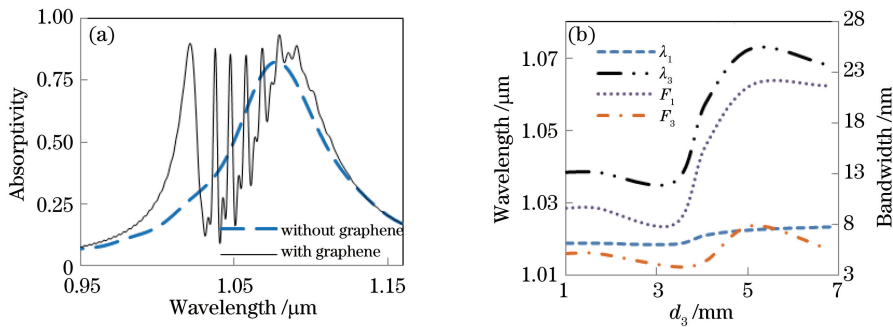 (a)
1.00
0.75
0.50
0.25
0
Absorptivity
without graphene
with graphene
0.95
1.05
1.15
Wavelength /μm
(b)
1.07
1.05
1.03
1.01
Wavelength /μm
λ₁
λ₃
F₁
F₃
28
23
18
13
8
3
Bandwidth /nm
1
3
5
7
d₃ /mm